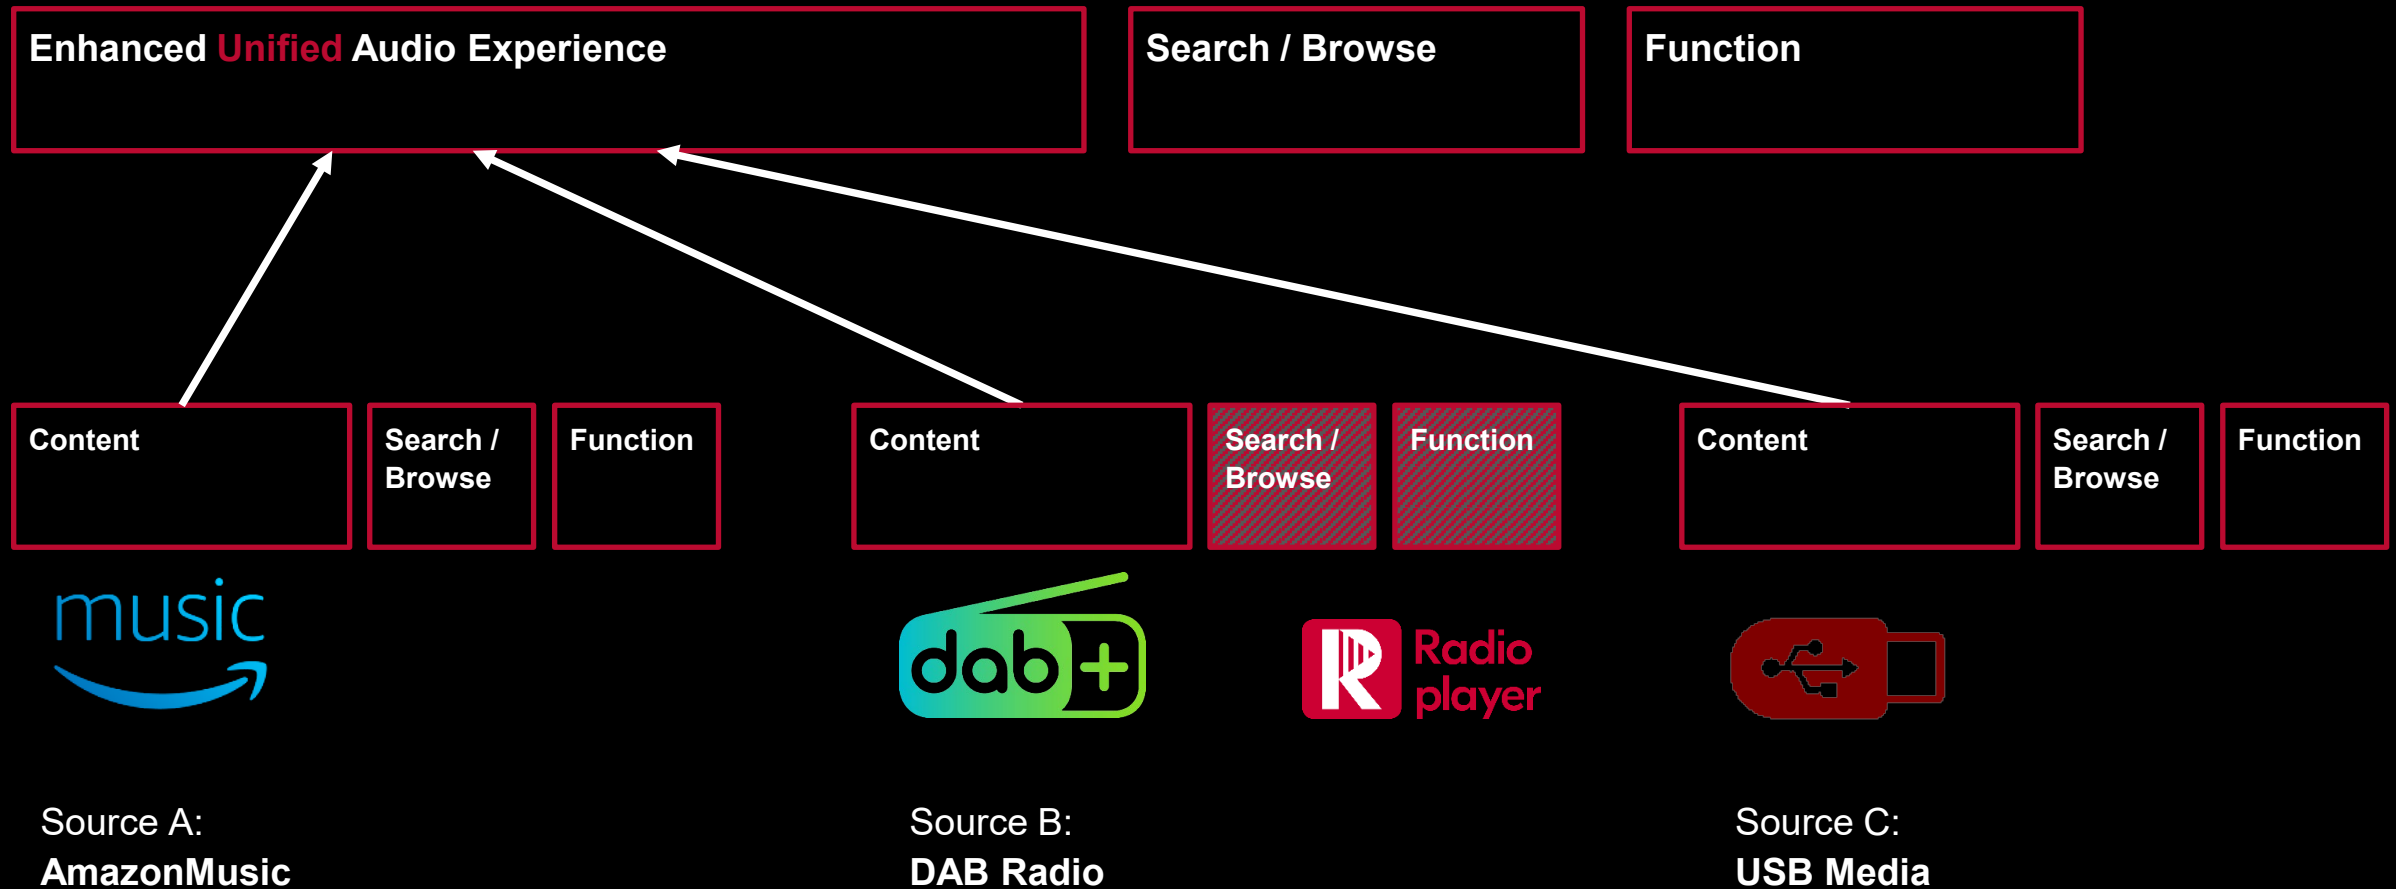 Enhanced Unified Audio Experience
Search / Browse
Function
Content
Search /
Browse
Function
Content
Search /
Browse
Function
Content
Search /
Browse
Function
music
dab+
R Radio
player
Source A:
AmazonMusic
Source B:
DAB Radio
Source C:
USB Media